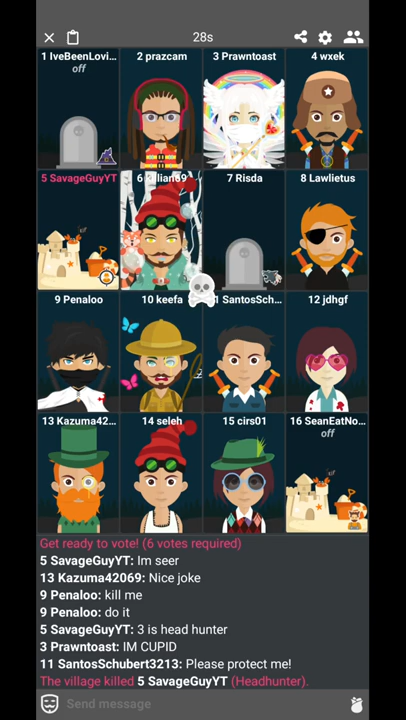 28s
1 IveBeenLovi... 2 prazcam 3 Prawntoast 4 wxek
off
5 SavageGuyYT 7 Risda 8 Lawlietus
9 Penaloo 10 keefa SantosSch... 12 jdhgf
13 Kazuma42... 14 seleh 15 cirs01 16 SeanEatNo...
off
Get ready to vote! (6 votes required)
5 SavageGuyYT: Im seer
13 Kazuma42069: Nice joke
9 Penaloo: kill me
9 Penaloo: do it
5 SavageGuyYT: 3 is head hunter
3 Prawntoast: IM CUPID
11 SantosSchubert3213: Please protect me!
The village killed 5 SavageGuyYT (Headhunter).
Send message